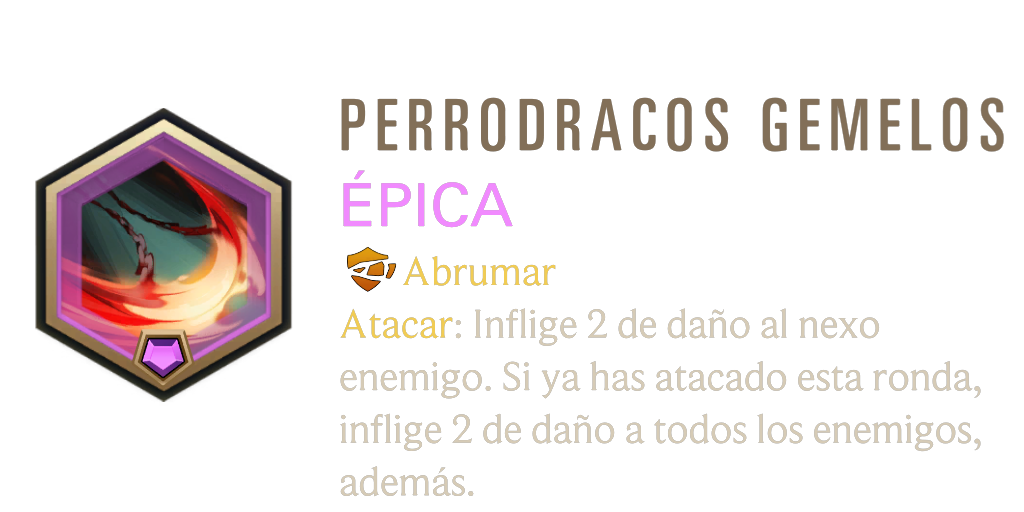 PERRODRACOS GEMELOS
ÉPICA
Abrumar
Atacar: Inflige 2 de daño al nexo
enemigo. Si ya has atacado esta ronda,
inflige 2 de daño a todos los enemigos,
además.